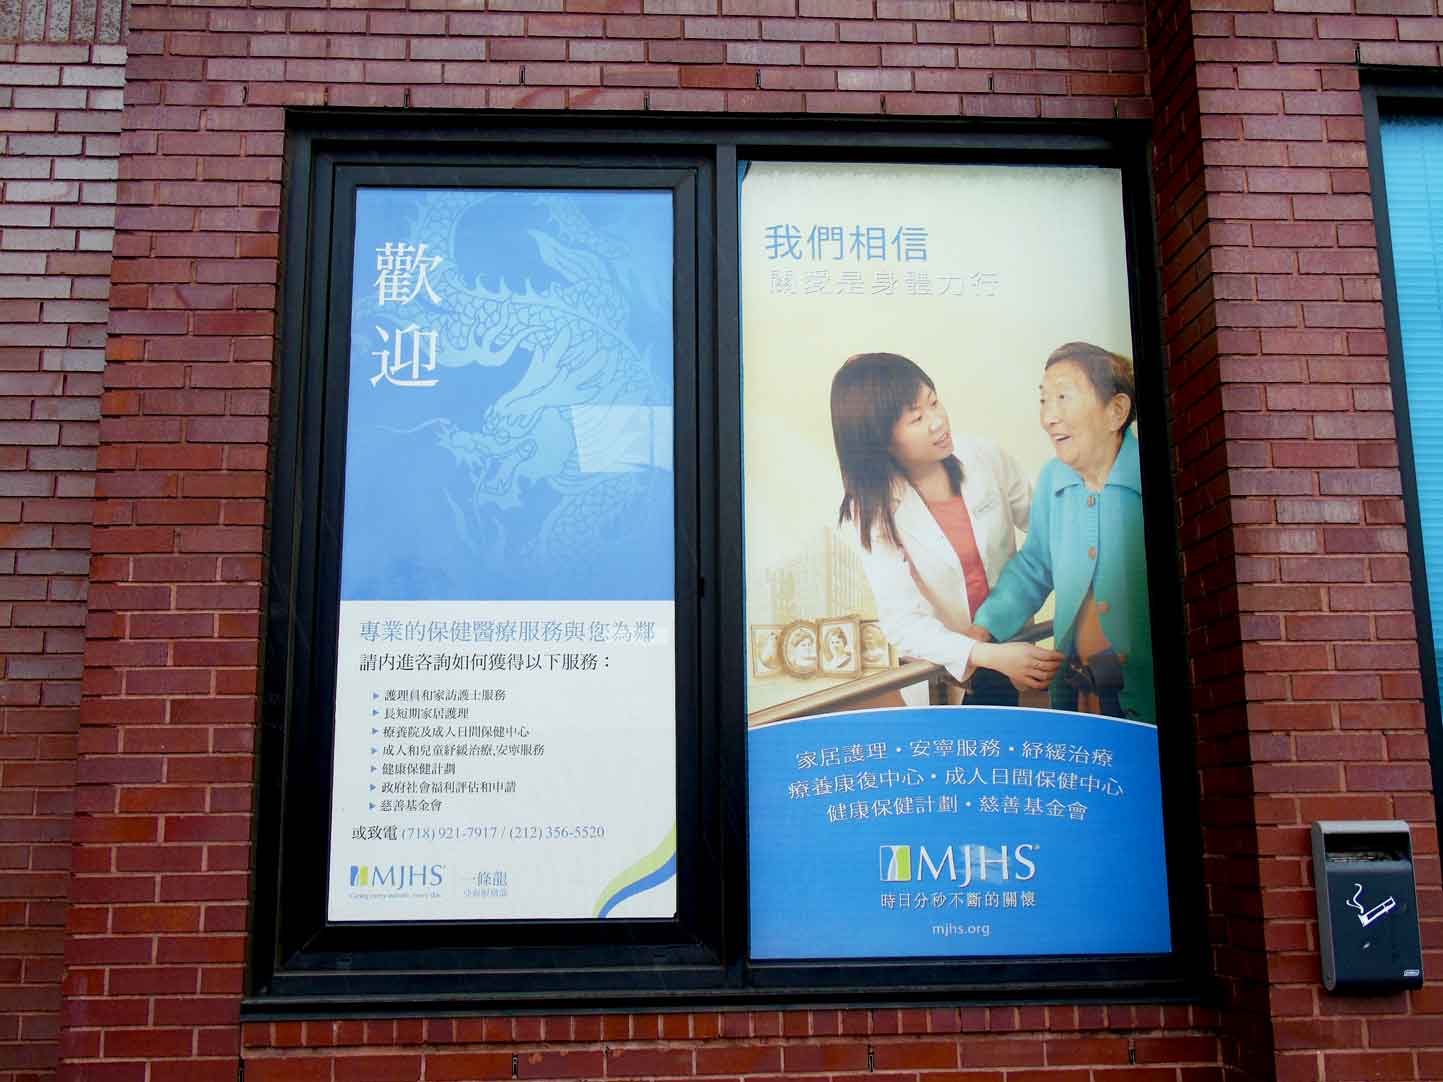 歡
迎
專業的保健醫療服務與您為鄰
請內進咨詢如何獲得以下服務：
▶ 護理員和家訪護士服務
▶ 長短期家居護理
▶ 療養院及成人日間保健中心
▶ 成人和兒童紓緩治療,安寧服務
▶ 健康保健計劃
▶ 政府社會福利評估和申請
▶ 慈善基金會
或致電 (718) 921-7917 / (212) 356-5520
MJHS
Caring every minute, every day.
一條龍
我們相信
關愛是身體力行
家居護理・安寧服務・紓緩治療
療養康復中心・成人日間保健中心
健康保健計劃・慈善基金會
MJHS®
時日分秒不斷的關懷
mjhs.org